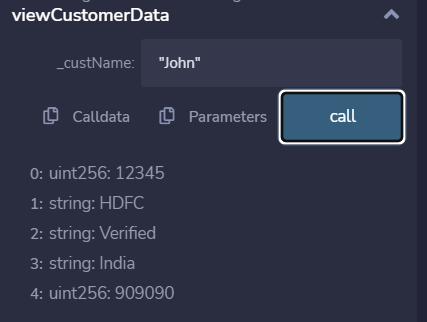 viewCustomerData
_custName: "John"
Calldata Parameters call
0: uint256: 12345
1: string: HDFC
2: string: Verified
3: string: India
4: uint256: 909090